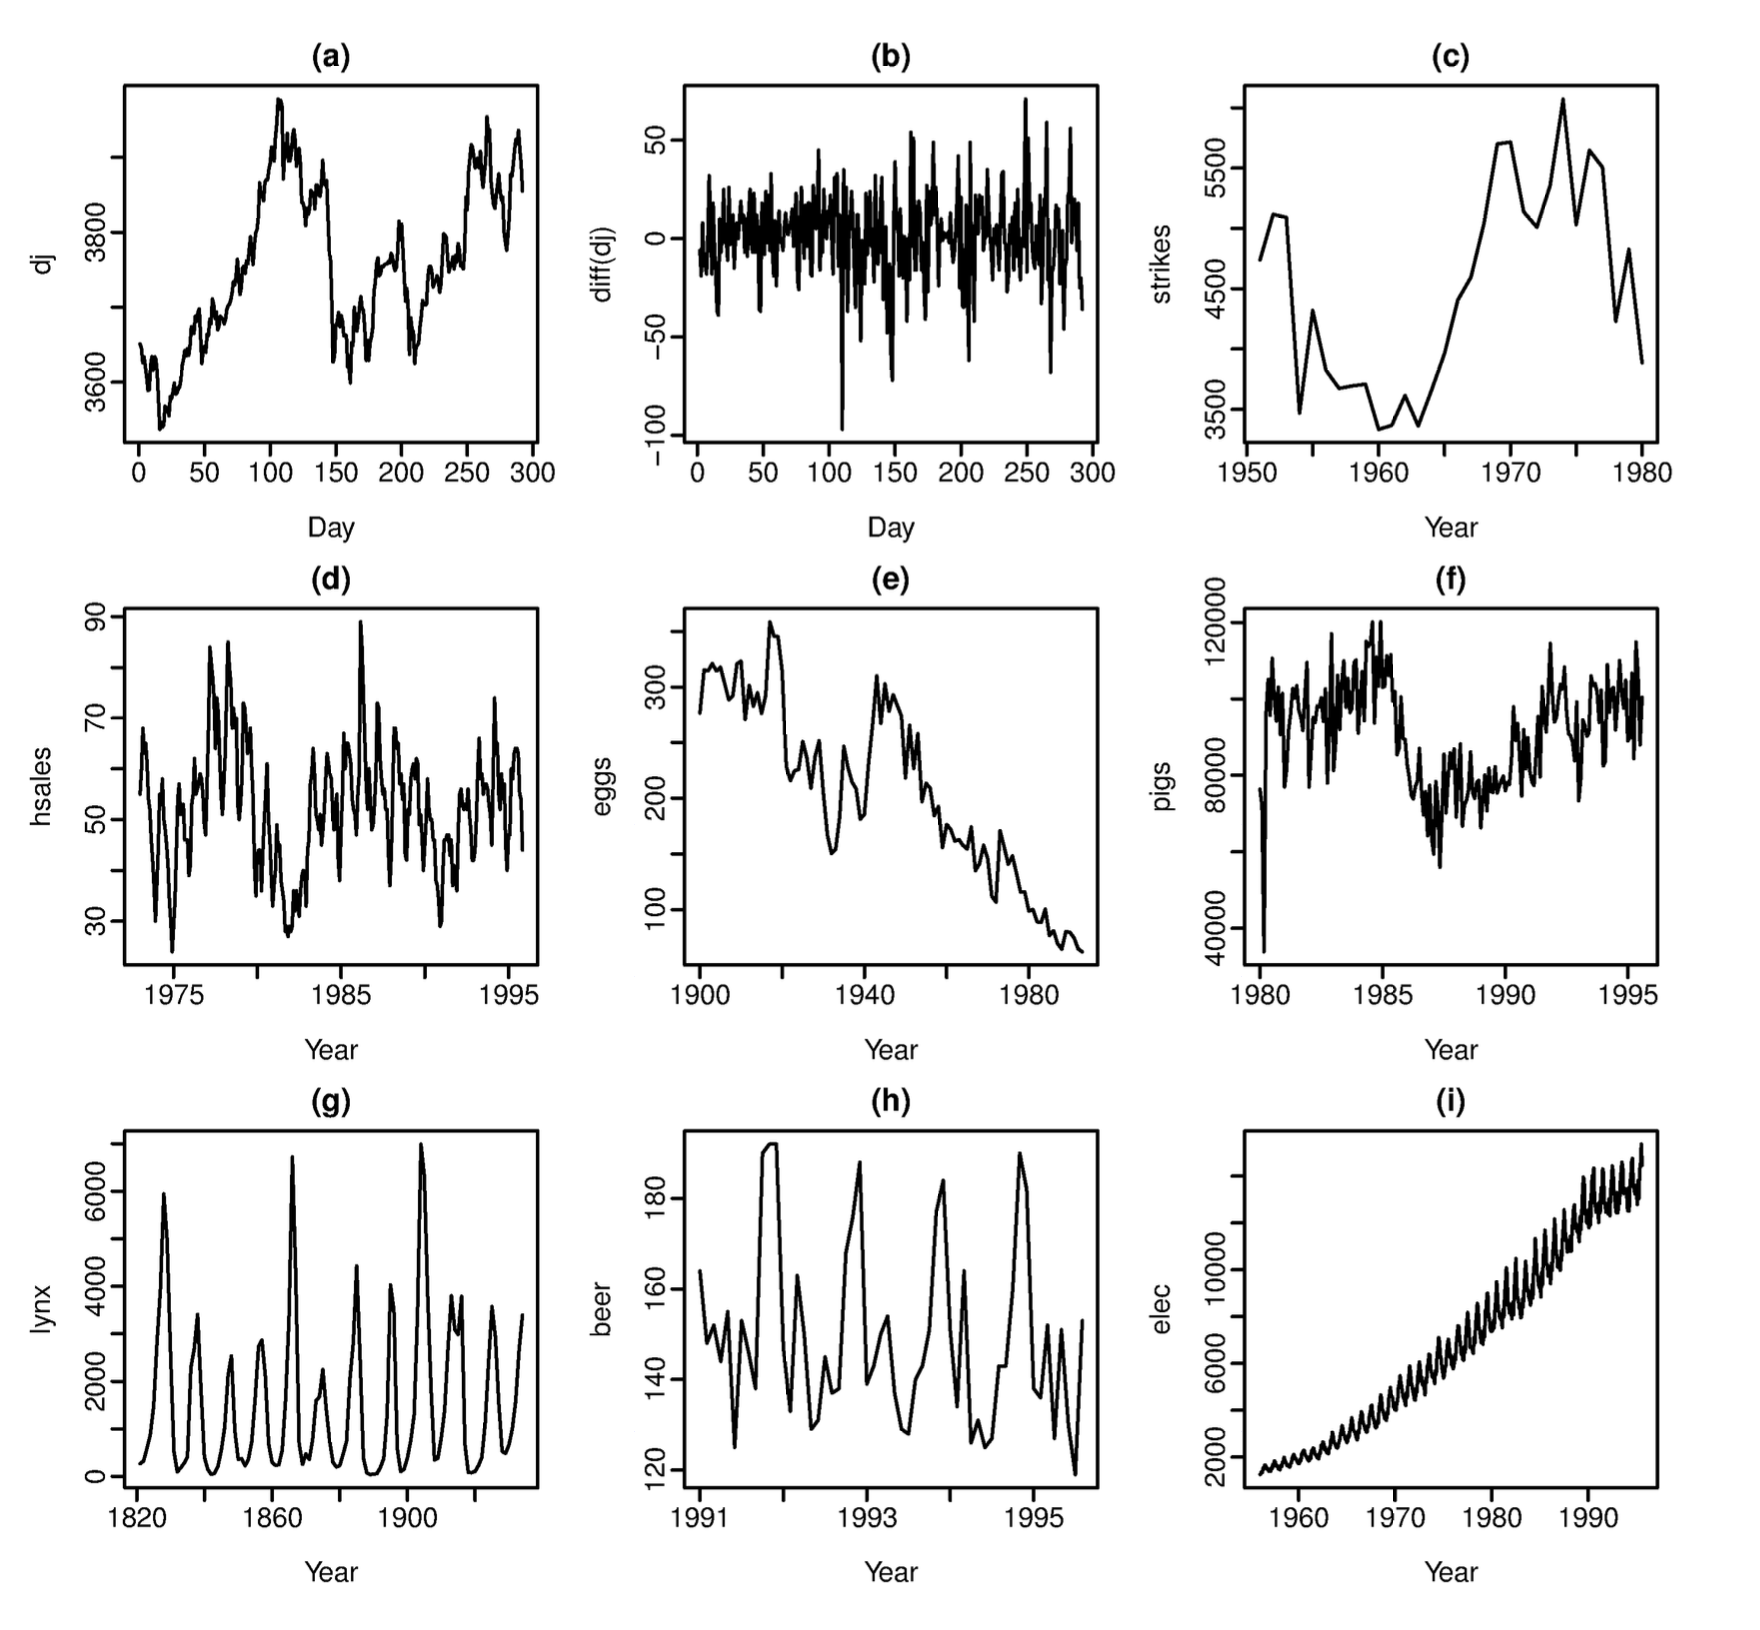 (a)
dj
3600 3800
0 50 100 150 200 250 300
Day
(b)
diff(dj)
−100 −50 0 50
0 50 100 150 200 250 300
Day
(c)
strikes
3500 4500 5500
1950 1960 1970 1980
Year
(d)
hsales
30 50 70 90
1975 1985 1995
Year
(e)
eggs
100 200 300
1900 1940 1980
Year
(f)
pigs
40000 80000 120000
1980 1985 1990 1995
Year
(g)
lynx
0 2000 4000 6000
1820 1860 1900
Year
(h)
beer
120 140 160 180
1991 1993 1995
Year
(i)
elec
2000 6000 10000
1960 1970 1980 1990
Year